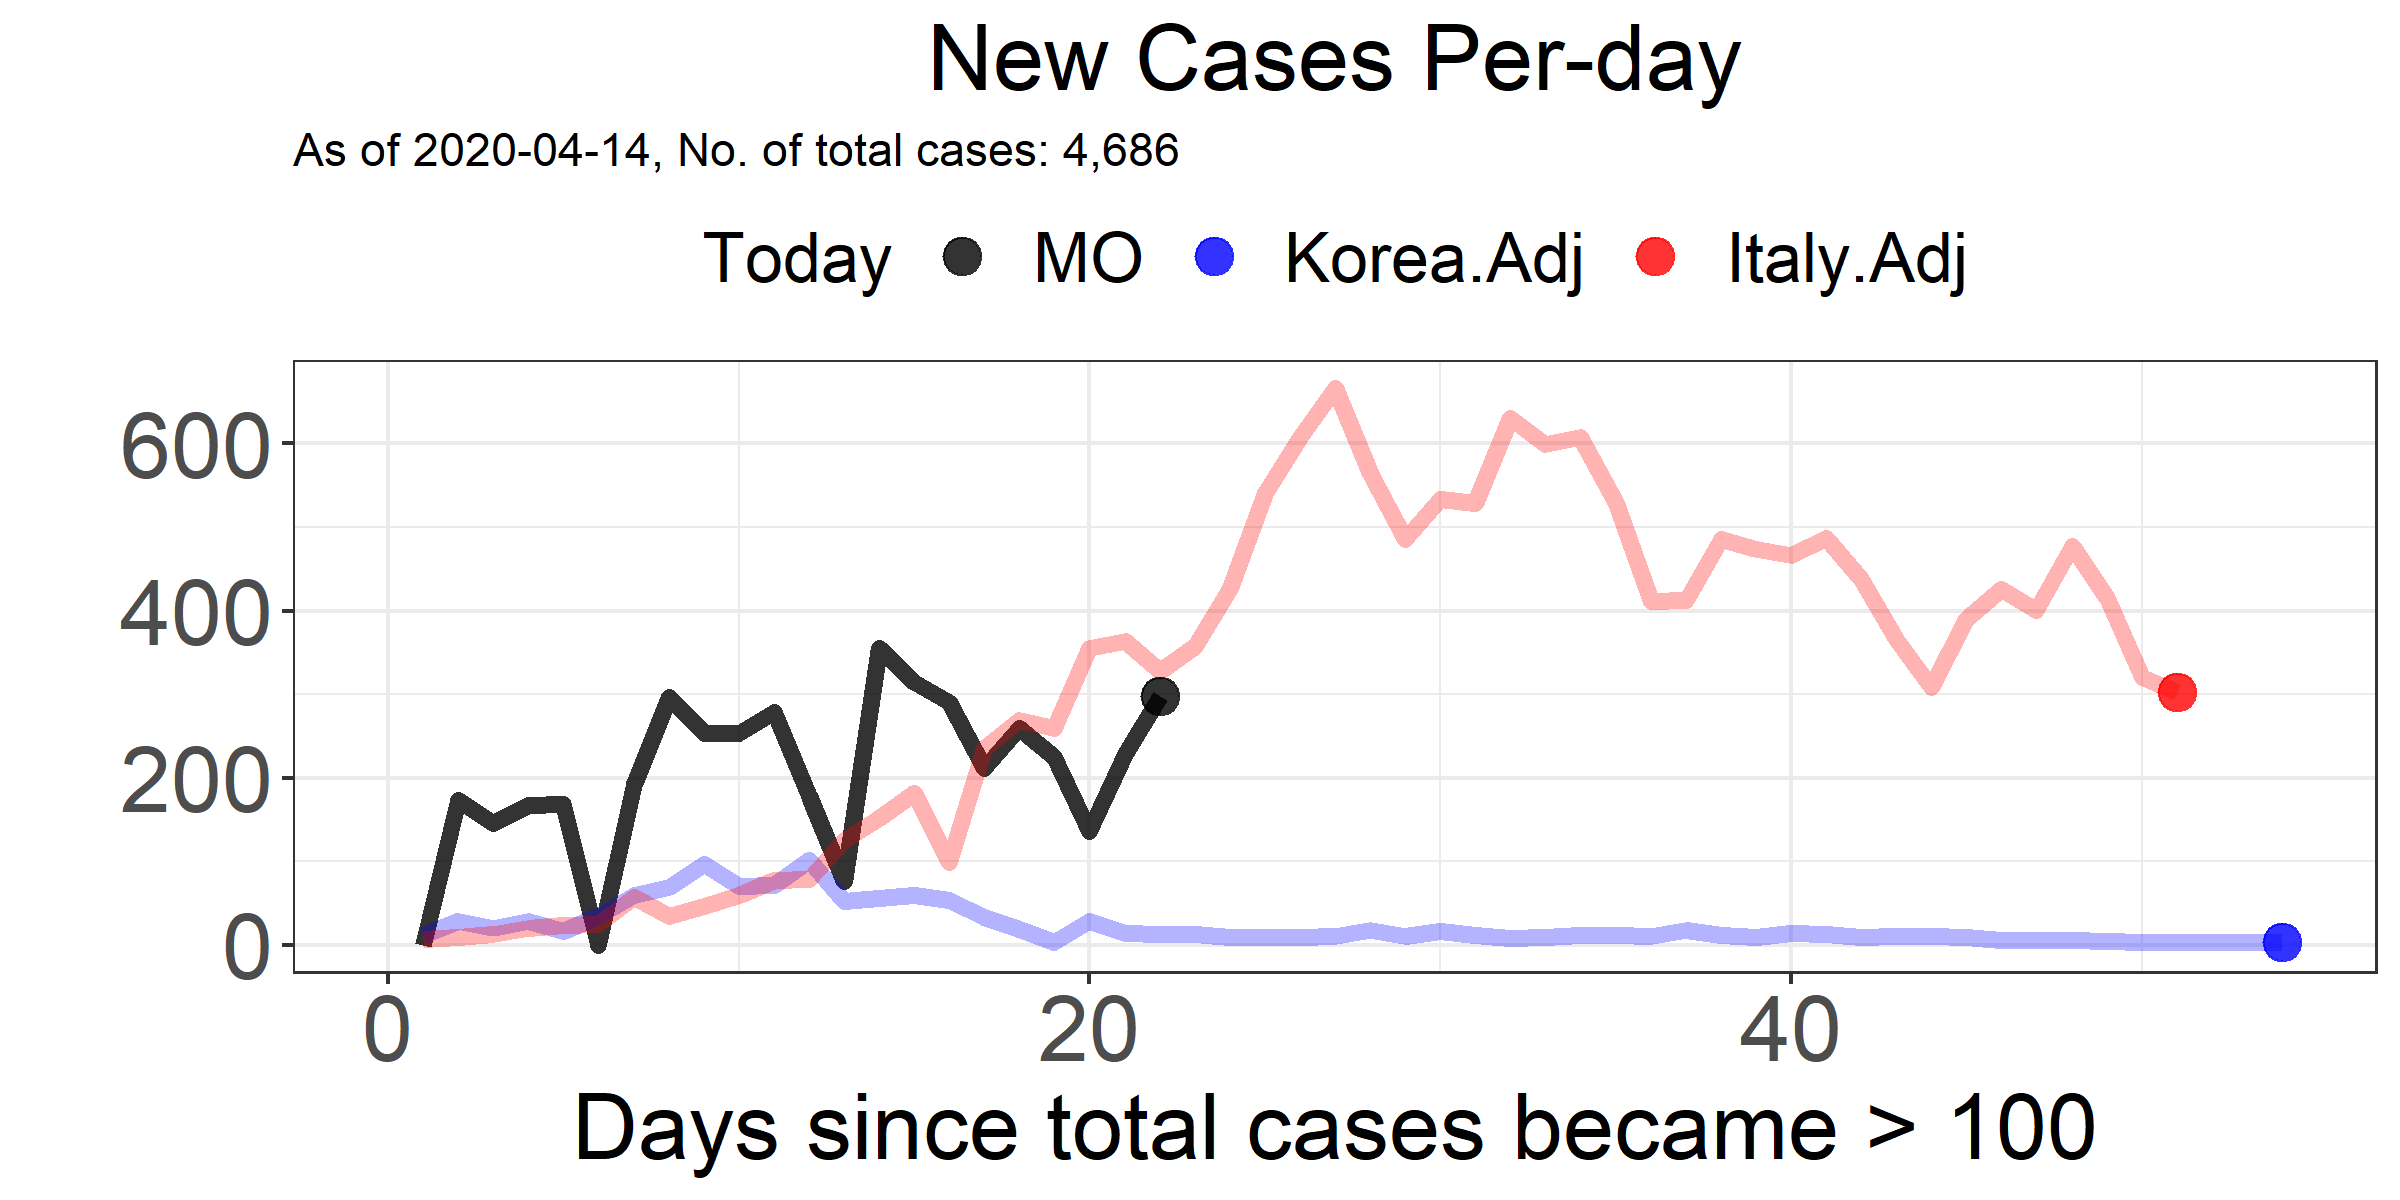 New Cases Per-day
As of 2020-04-14, No. of total cases: 4,686
Today MO Korea.Adj Italy.Adj
600
400
200
0
0 20 40
Days since total cases became > 100